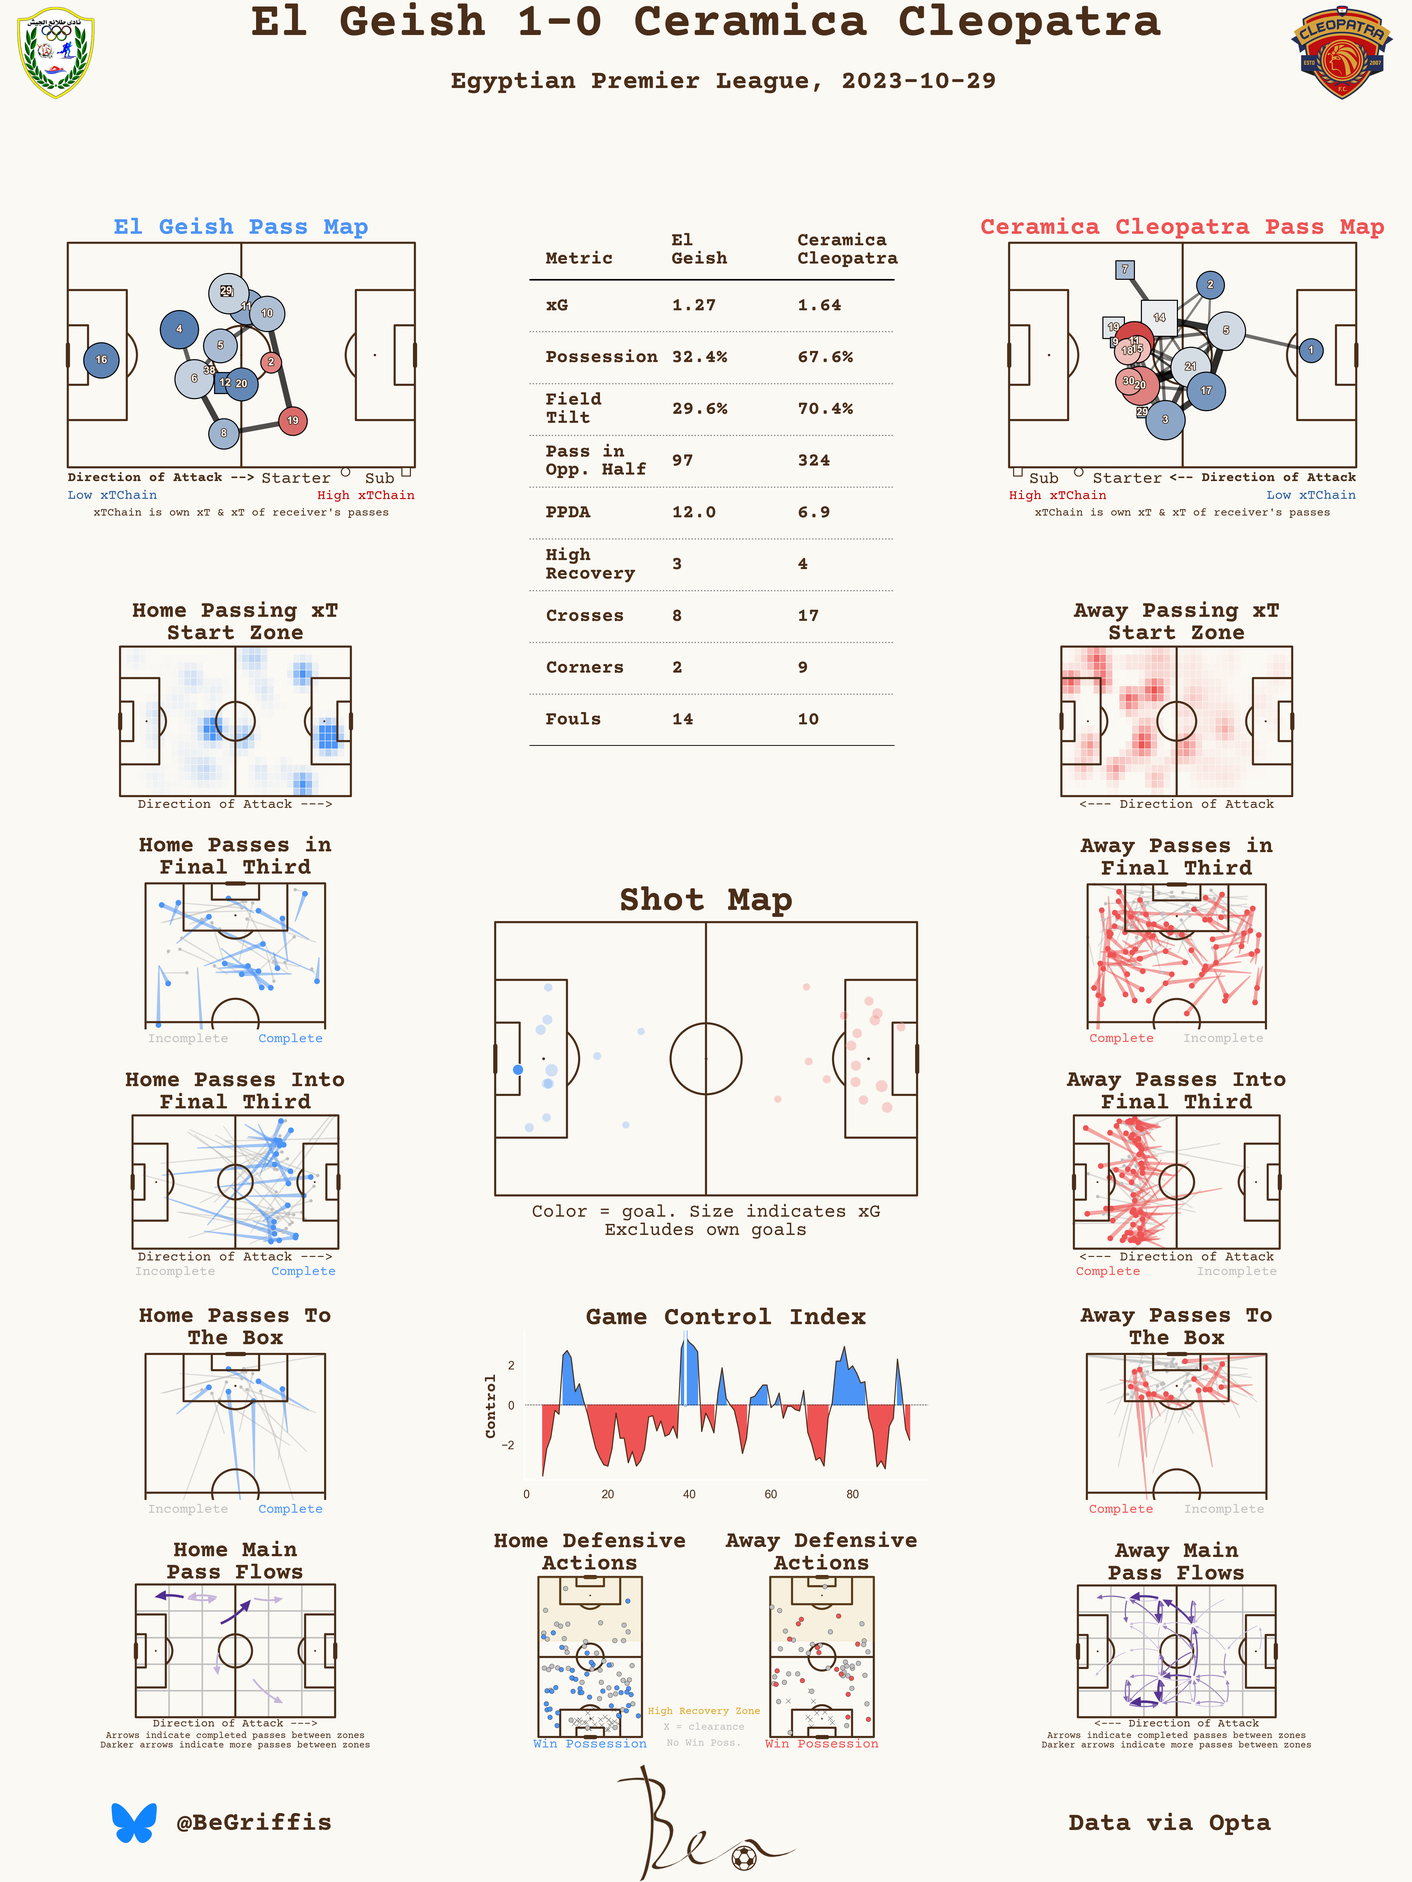 El Geish 1-0 Ceramica Cleopatra
Egyptian Premier League, 2023-10-29
نادى طلائع الجيش
CLEOPATRA
ESTD 2007
F.C.
El Geish Pass Map
16
4
29
11
10
5
2
38
6
12
20
19
8
Direction of Attack --> Starter Sub
Low xTChain High xTChain
xTChain is own xT & xT of receiver's passes
Metric El Geish Ceramica Cleopatra
xG 1.27 1.64
Possession 32.4% 67.6%
Field Tilt 29.6% 70.4%
Pass in Opp. Half 97 324
PPDA 12.0 6.9
High Recovery 3 4
Crosses 8 17
Corners 2 9
Fouls 14 10
Ceramica Cleopatra Pass Map
7
2
14
19
5
9
11
15
18
1
21
30
20
17
29
3
Sub Starter <-- Direction of Attack
High xTChain Low xTChain
xTChain is own xT & xT of receiver's passes
Home Passing xT
Start Zone
Direction of Attack --->
Away Passing xT
Start Zone
<--- Direction of Attack
Home Passes in
Final Third
Incomplete Complete
Away Passes in
Final Third
Complete Incomplete
Shot Map
Color = goal. Size indicates xG
Excludes own goals
Home Passes Into
Final Third
Direction of Attack --->
Incomplete Complete
Away Passes Into
Final Third
<--- Direction of Attack
Complete Incomplete
Home Passes To
The Box
Incomplete Complete
Game Control Index
Control
2
0
−2
0 20 40 60 80
Away Passes To
The Box
Complete Incomplete
Home Main
Pass Flows
Direction of Attack --->
Arrows indicate completed passes between zones
Darker arrows indicate more passes between zones
Home Defensive
Actions
Win Possession
Away Defensive
Actions
Win Possession
High Recovery Zone
X = clearance
No Win Poss.
Away Main
Pass Flows
<--- Direction of Attack
Arrows indicate completed passes between zones
Darker arrows indicate more passes between zones
@BeGriffis
Ben
Data via Opta